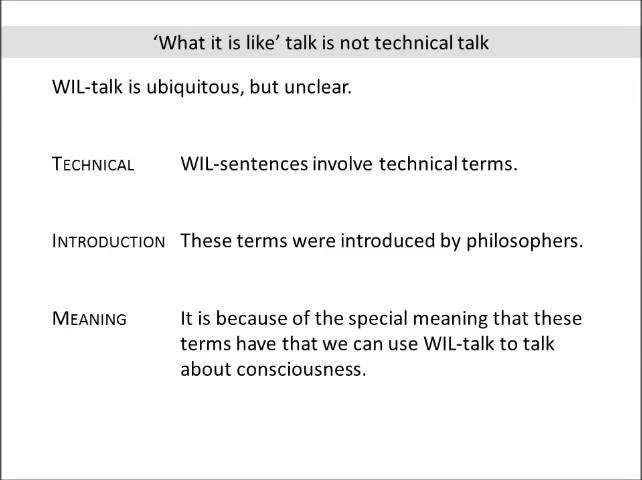 ‘What it is like’ talk is not technical talk
WIL-talk is ubiquitous, but unclear.
TECHNICAL WIL-sentences involve technical terms.
INTRODUCTION These terms were introduced by philosophers.
MEANING It is because of the special meaning that these
terms have that we can use WIL-talk to talk
about consciousness.